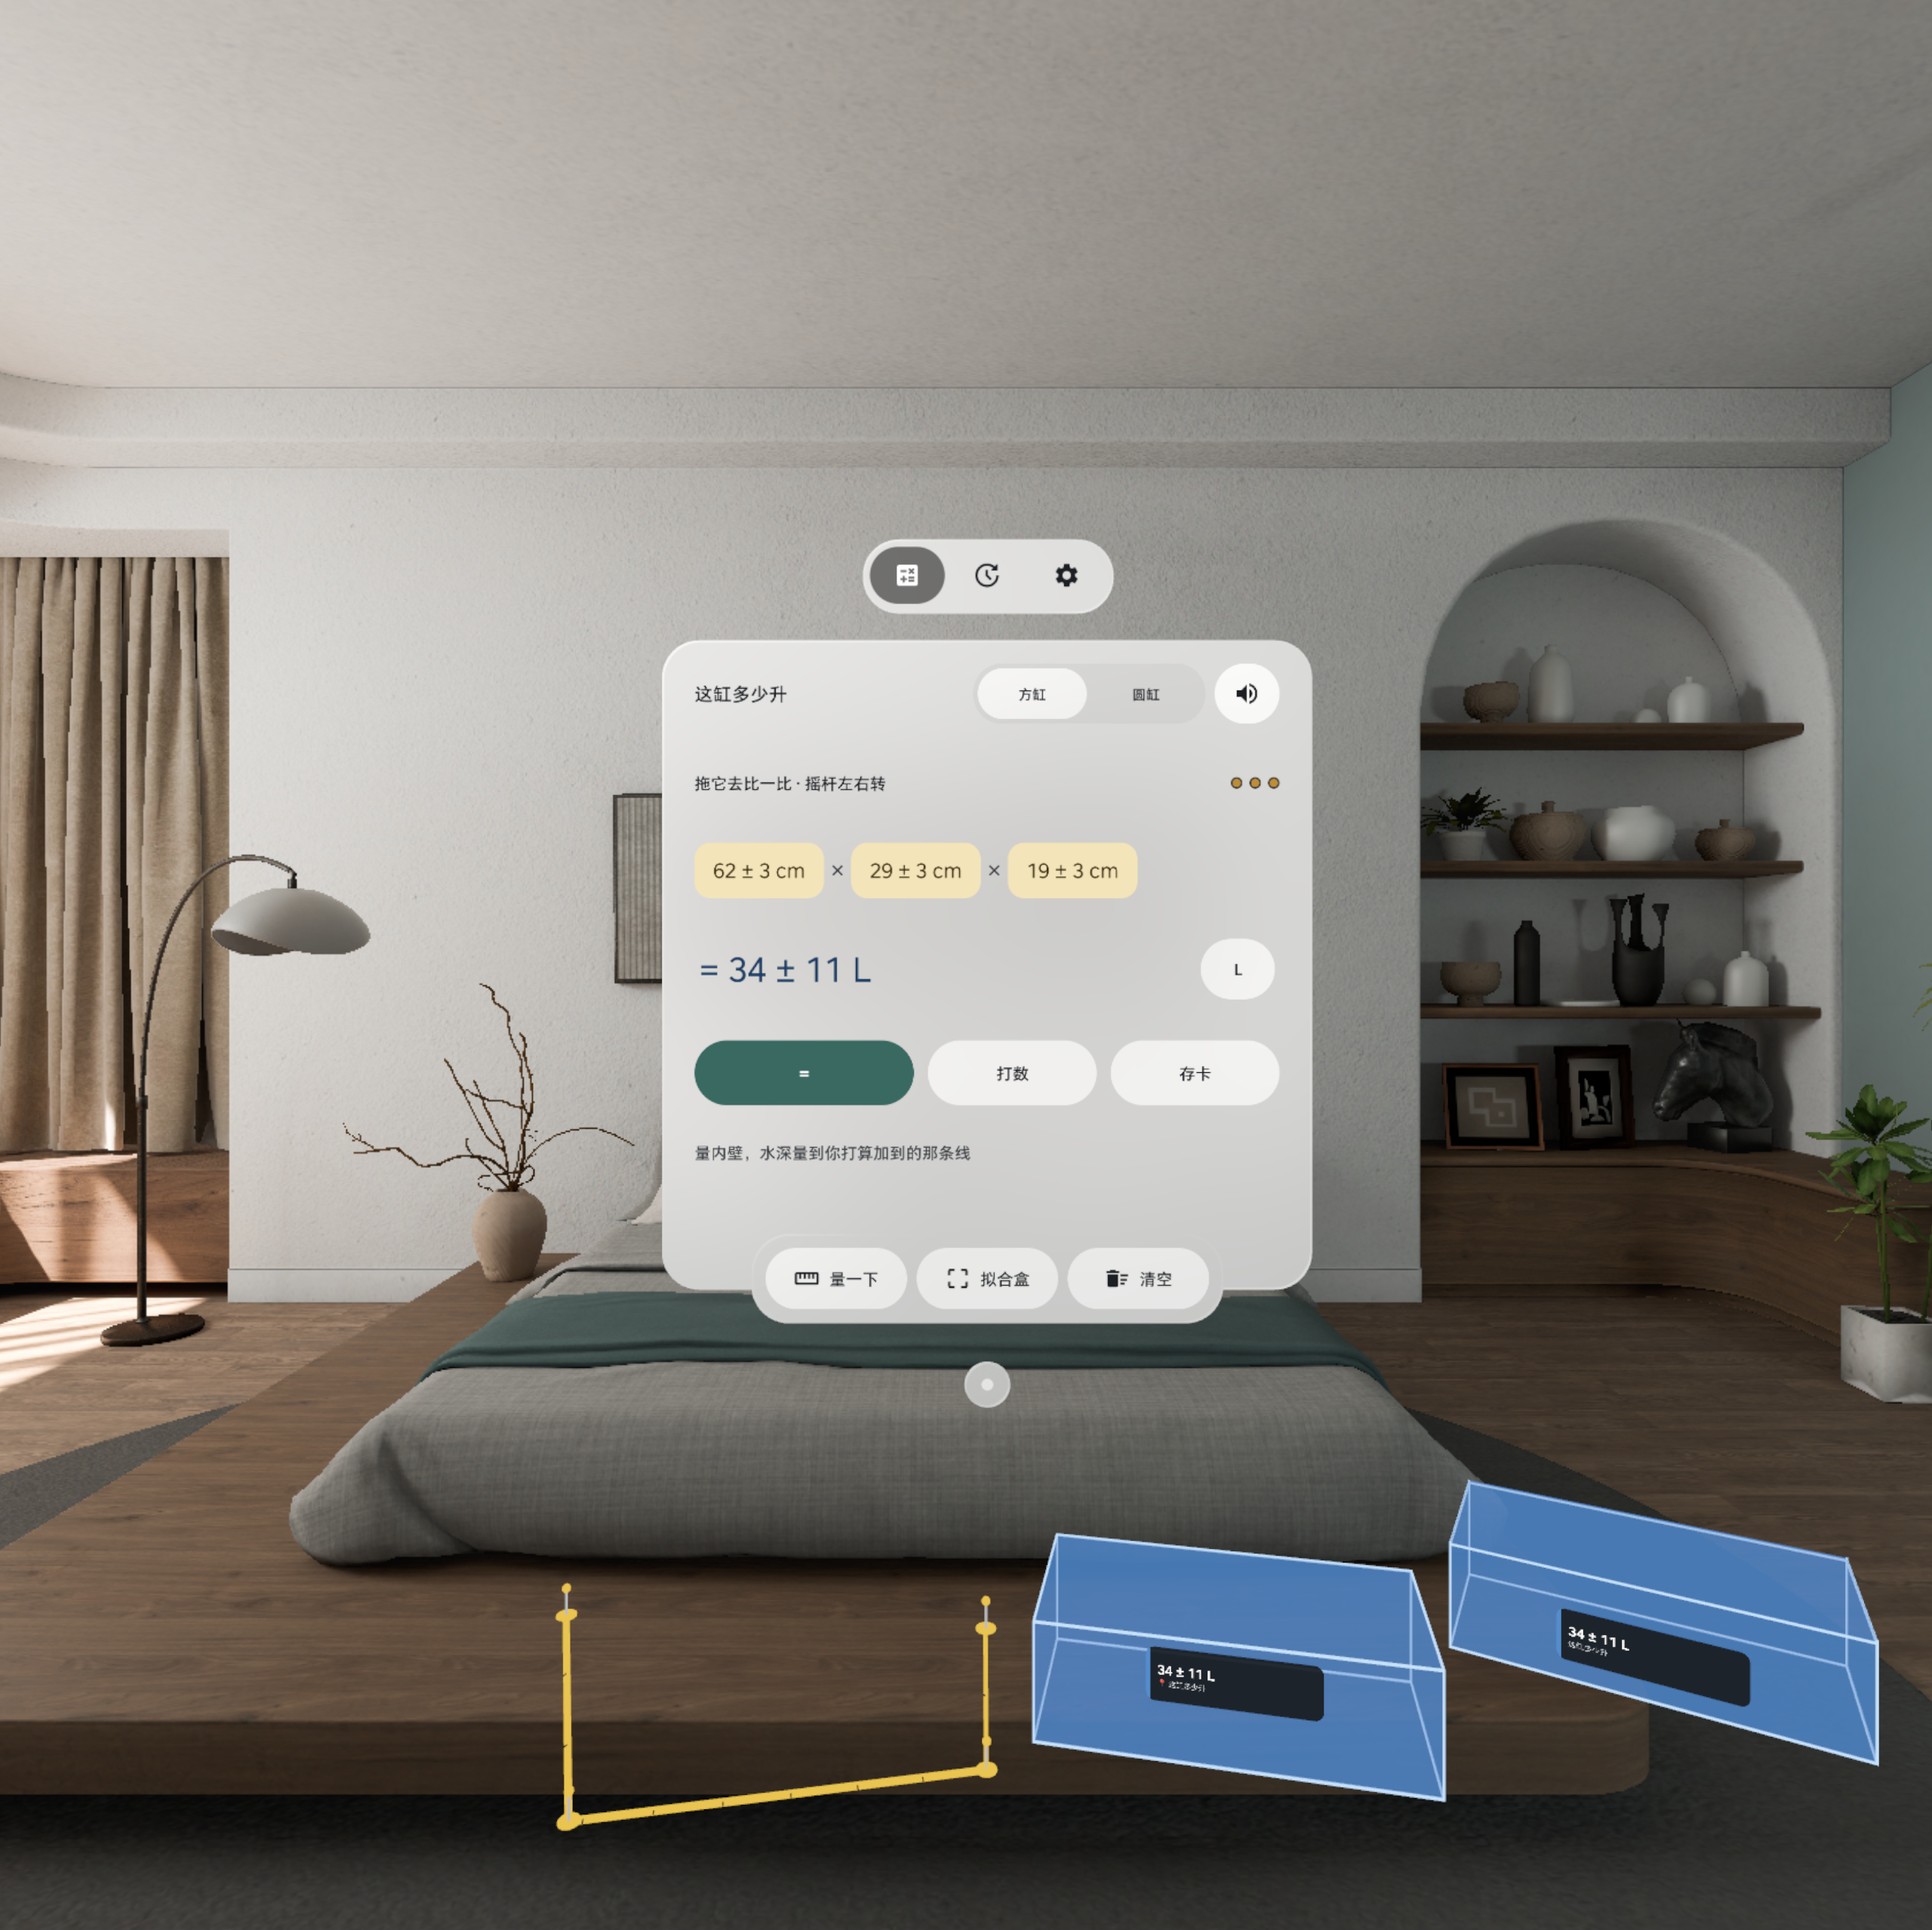 这缸多少升
方缸 圆缸
拖它去比一比 · 摇杆左右转
62 ± 3 cm × 29 ± 3 cm × 19 ± 3 cm
= 34 ± 11 L
L
= 打数 存卡
量内壁，水深量到你打算加到的那条线
量一下 拟合盒 清空
34 ± 11 L
34 ± 11 L
多少升